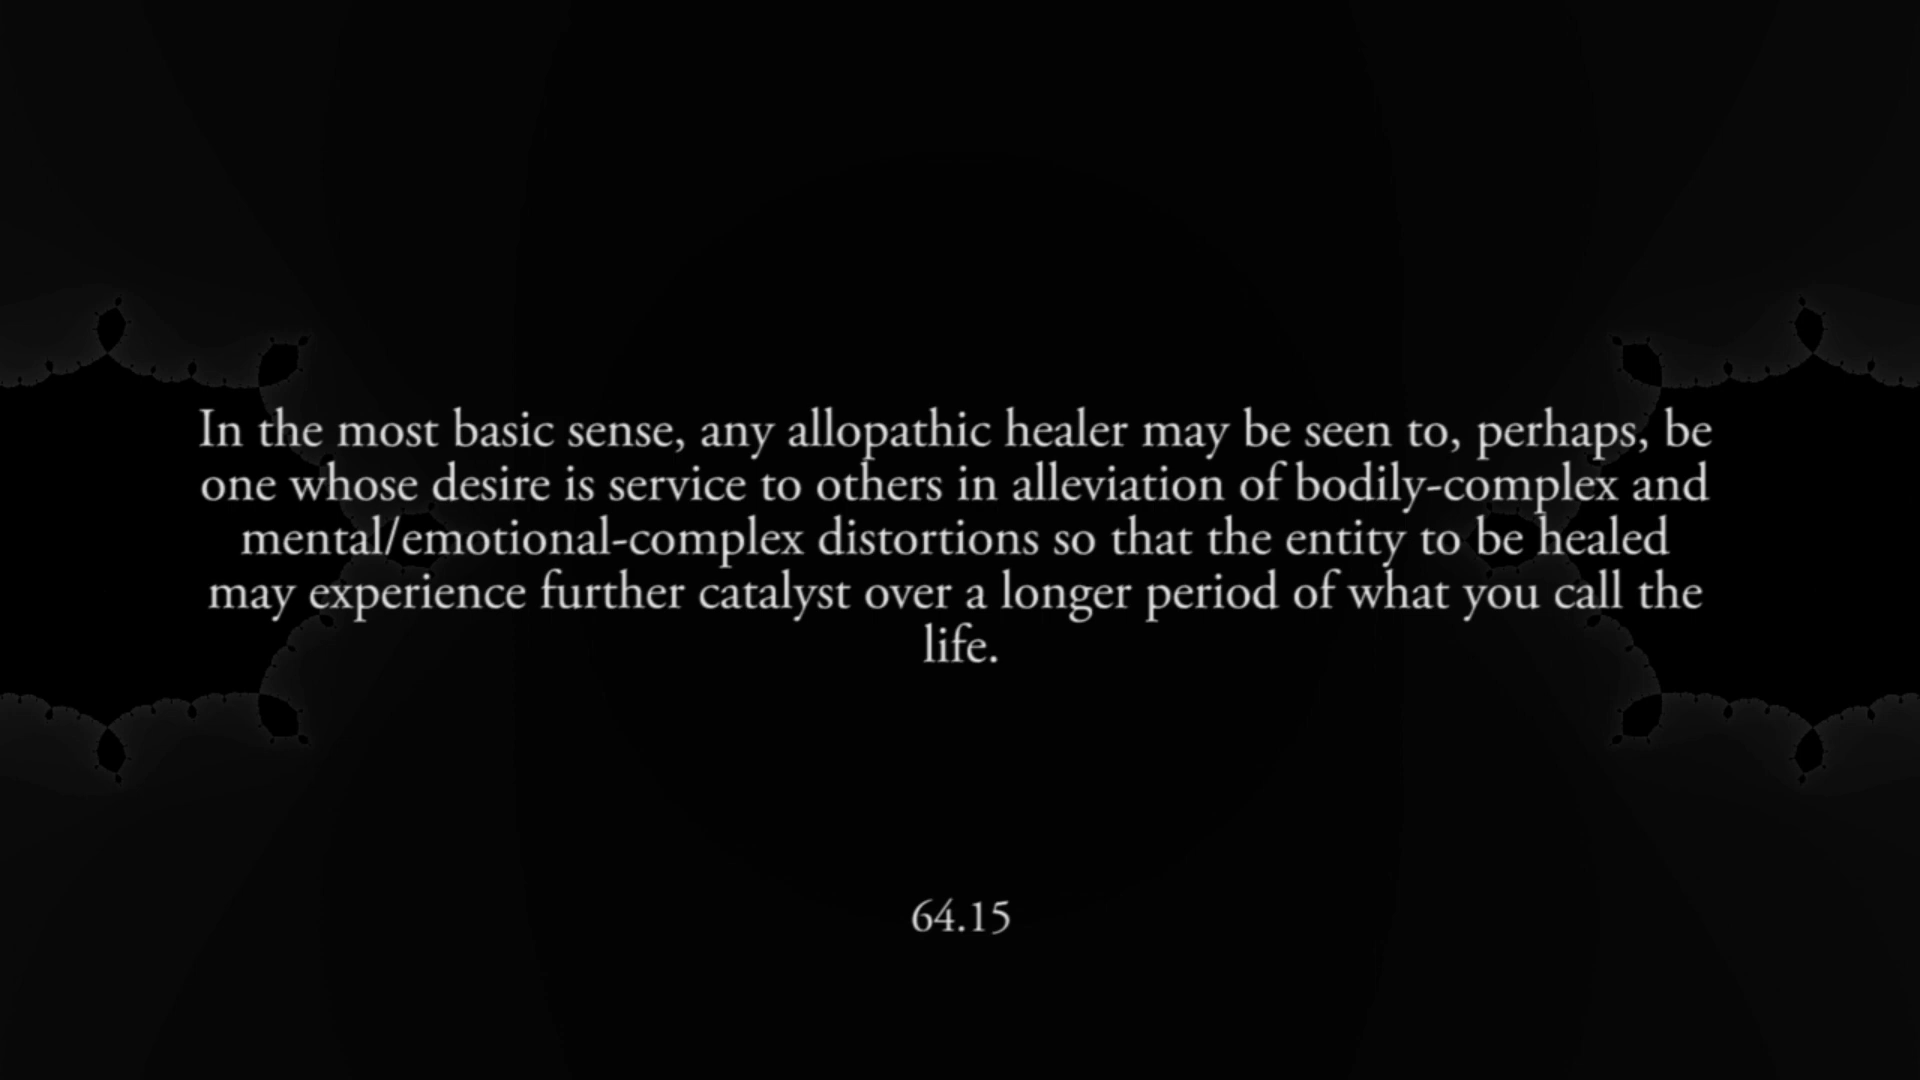 In the most basic sense, any allopathic healer may be seen to, perhaps, be
one whose desire is service to others in alleviation of bodily-complex and
mental/emotional-complex distortions so that the entity to be healed
may experience further catalyst over a longer period of what you call the
life.
64.15